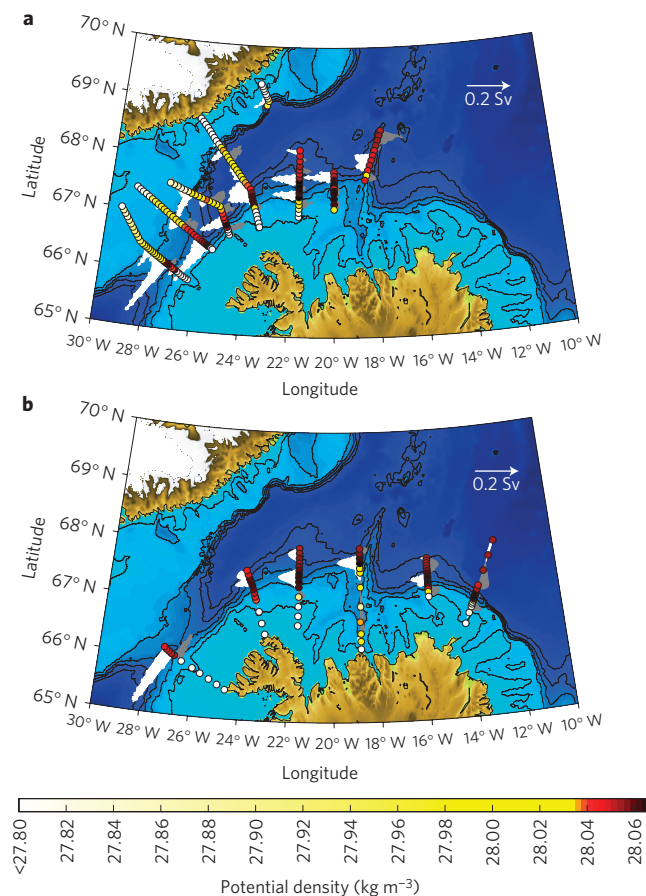 a
70° N
69° N
68° N
67° N
66° N
65° N
Latitude
0.2 Sv
30° W 28° W 26° W 24° W 22° W 20° W 18° W 16° W 14° W 12° W 10° W
Longitude
b
70° N
69° N
68° N
67° N
66° N
65° N
Latitude
0.2 Sv
30° W 28° W 26° W 24° W 22° W 20° W 18° W 16° W 14° W 12° W 10° W
Longitude
<27.80 27.82 27.84 27.86 27.88 27.90 27.92 27.94 27.96 27.98 28.00 28.02 28.04 28.06
Potential density (kg m⁻³)